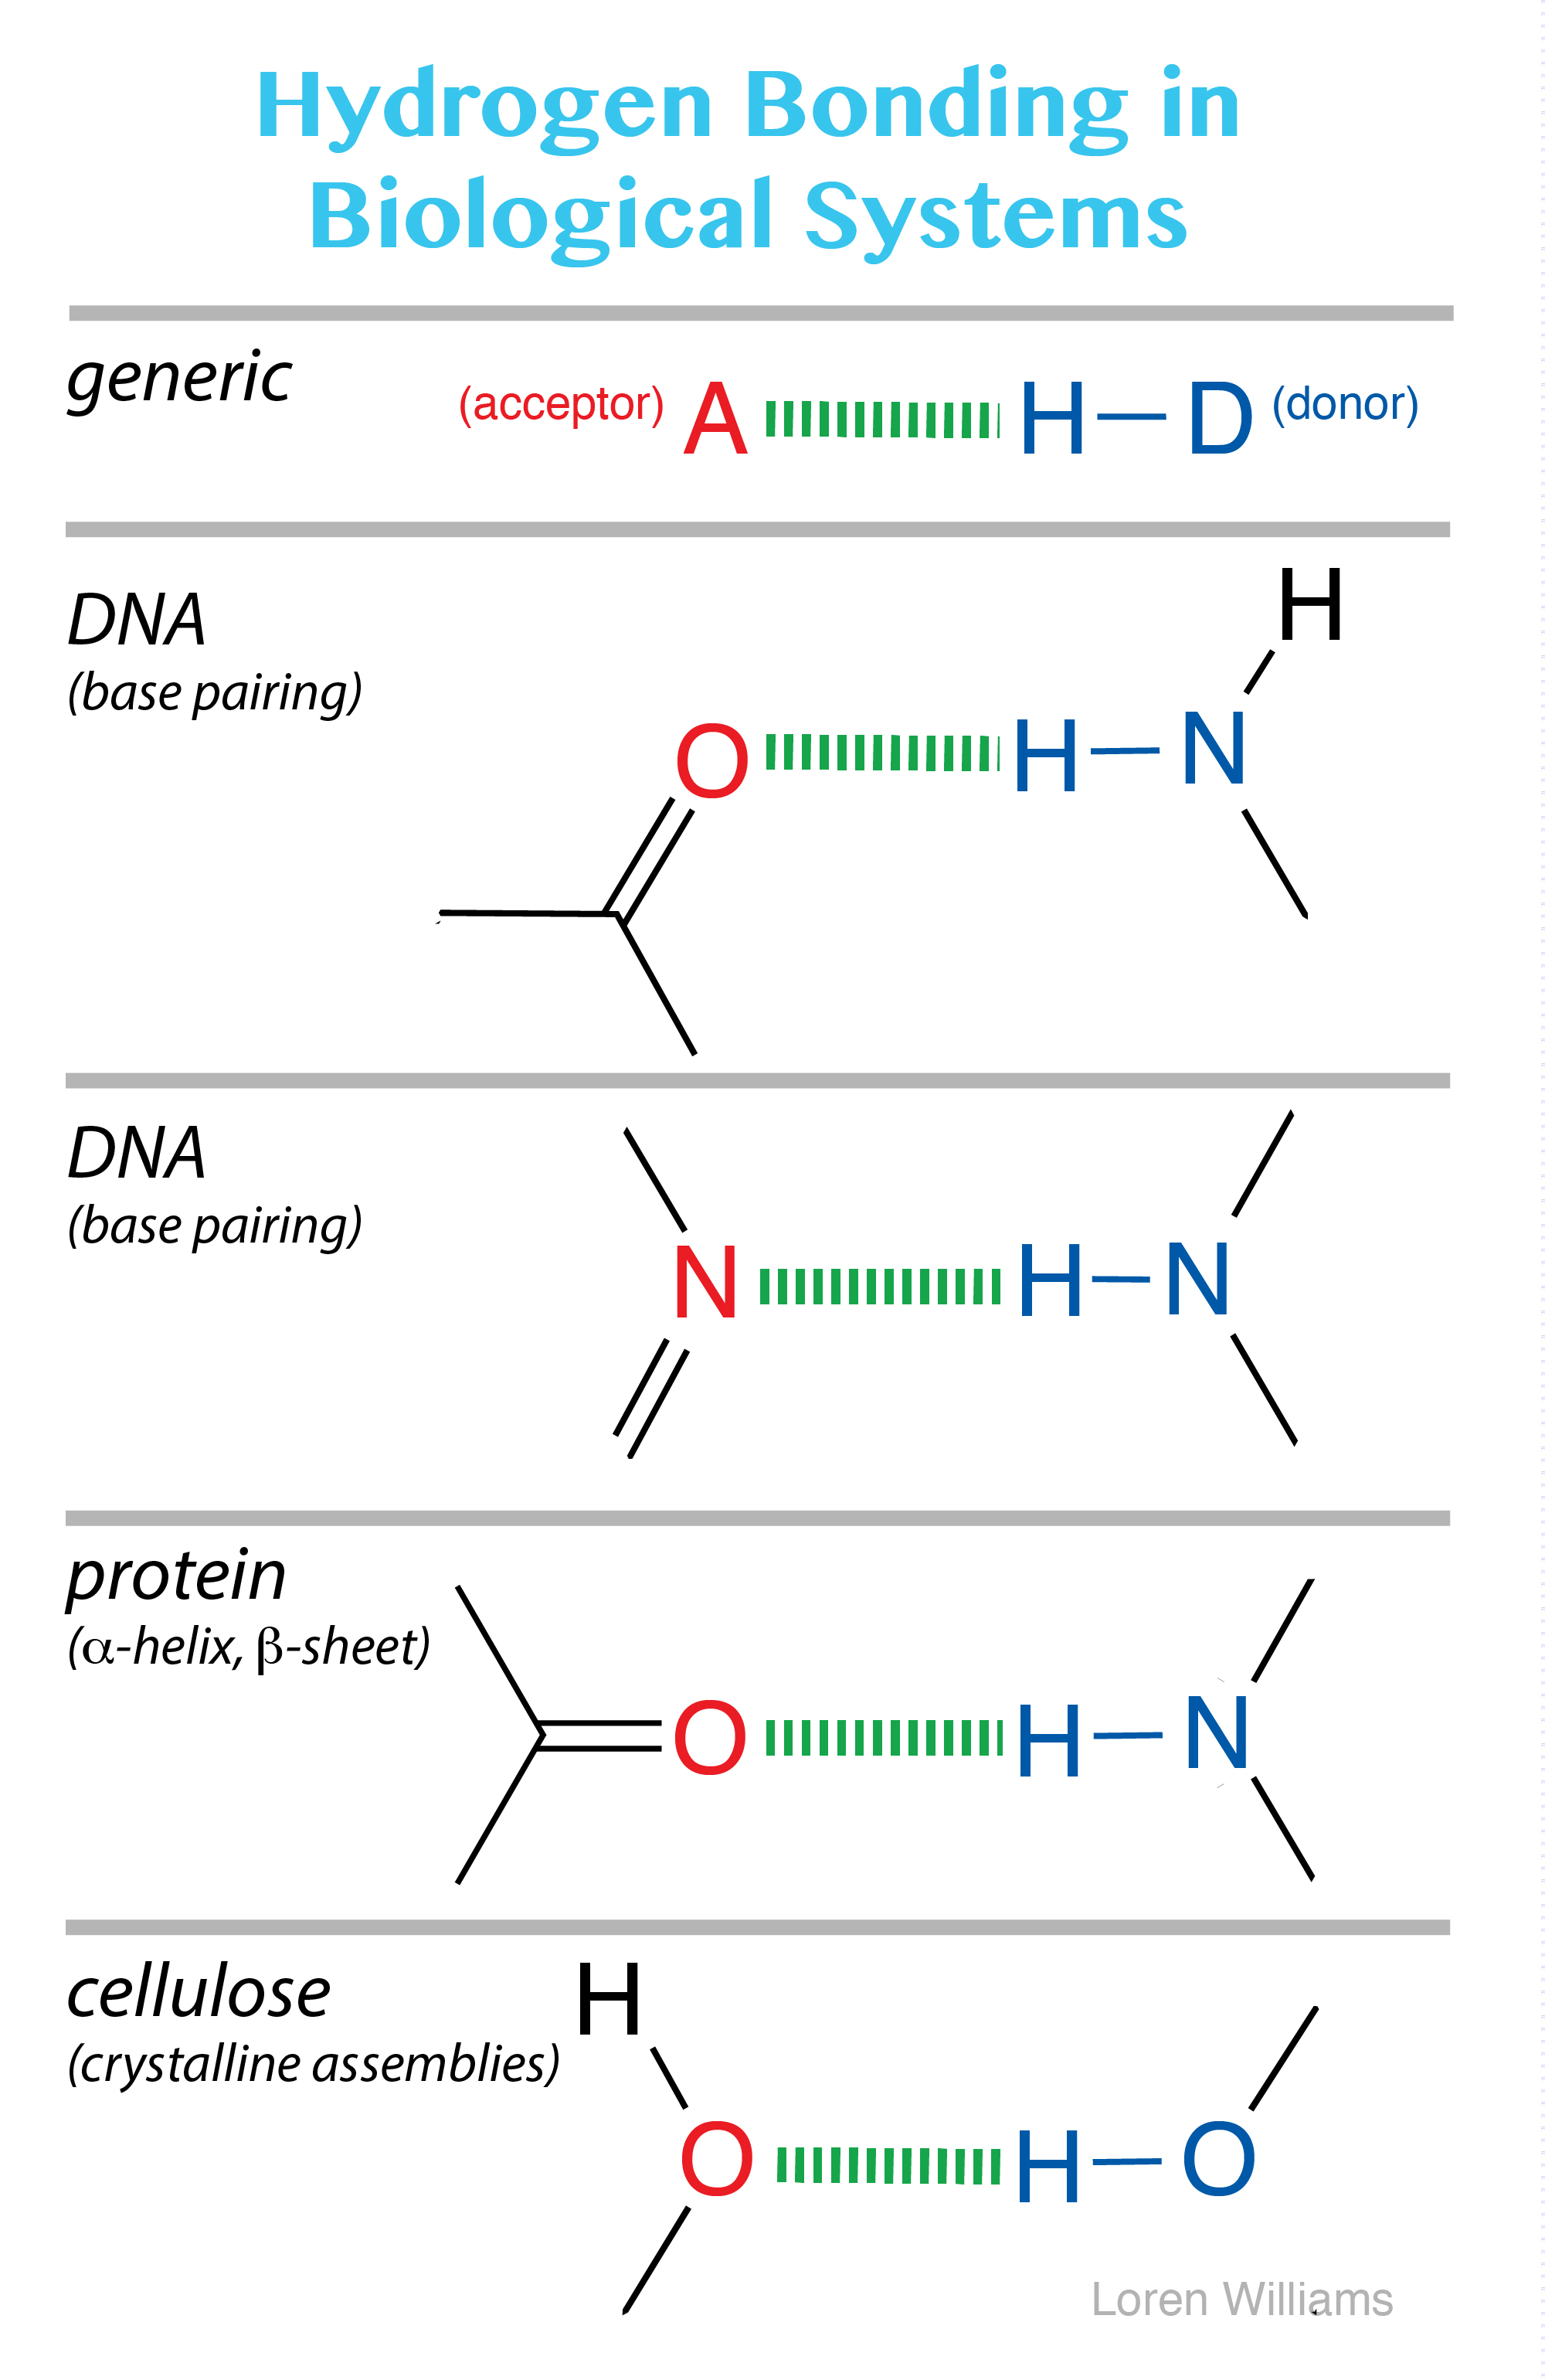 Hydrogen Bonding in
Biological Systems
generic
(acceptor) A H D (donor)
DNA
(base pairing)
H
O H N
DNA
(base pairing)
N H N
protein
(α-helix, β-sheet)
O H N
cellulose
(crystalline assemblies)
H
O H O
Loren Williams